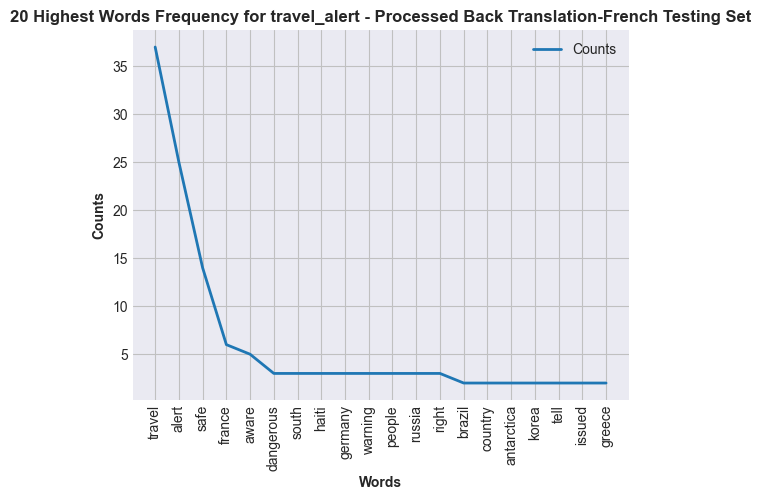 20 Highest Words Frequency for travel_alert - Processed Back Translation-French Testing Set
Counts
35
30
25
20
15
10
5
Counts
travel
alert
safe
france
aware
dangerous
south
haiti
germany
warning
people
russia
right
brazil
country
antarctica
korea
tell
issued
greece
Words